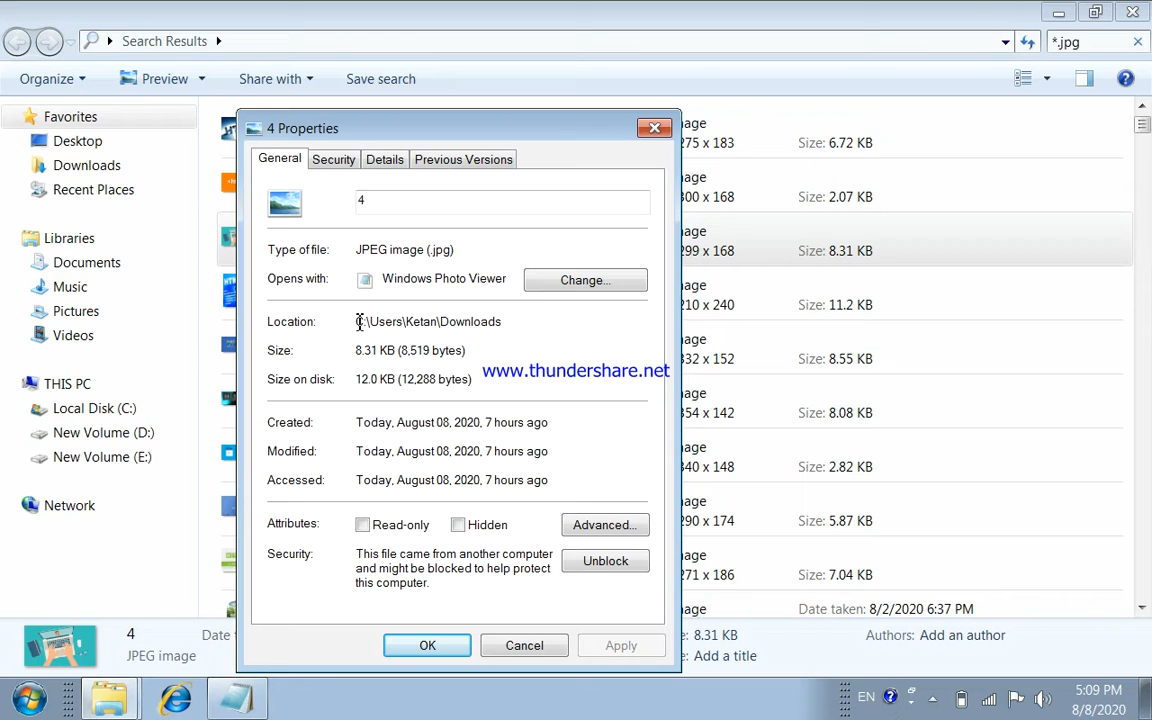 Search Results
*.jpg
Organize
Preview
Share with
Save search
Favorites
Desktop
Downloads
Recent Places
Libraries
Documents
Music
Pictures
Videos
THIS PC
Local Disk (C:)
New Volume (D:)
New Volume (E:)
Network
4 Properties
General
Security
Details
Previous Versions
4
Type of file: JPEG image (.jpg)
Opens with: Windows Photo Viewer
Change...
Location: C:\Users\Ketan\Downloads
Size: 8.31 KB (8,519 bytes)
www.thundershare.net
Size on disk: 12.0 KB (12,288 bytes)
Created: Today, August 08, 2020, 7 hours ago
Modified: Today, August 08, 2020, 7 hours ago
Accessed: Today, August 08, 2020, 7 hours ago
Attributes: Read-only Hidden Advanced...
Security: This file came from another computer
and might be blocked to help protect
this computer.
Unblock
OK Cancel Apply
mage
275 x 183 Size: 6.72 KB
mage
300 x 168 Size: 2.07 KB
mage
299 x 168 Size: 8.31 KB
mage
210 x 240 Size: 11.2 KB
mage
332 x 152 Size: 8.55 KB
mage
354 x 142 Size: 8.08 KB
mage
340 x 148 Size: 2.82 KB
mage
290 x 174 Size: 5.87 KB
mage
271 x 186 Size: 7.04 KB
mage Date taken: 8/2/2020 6:37 PM
4 Date
JPEG image
: 8.31 KB Authors: Add an author
: Add a title
EN
5:09 PM
8/8/2020